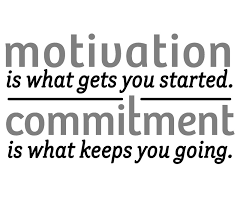 motivation
is what gets you started.
commitment
is what keeps you going.